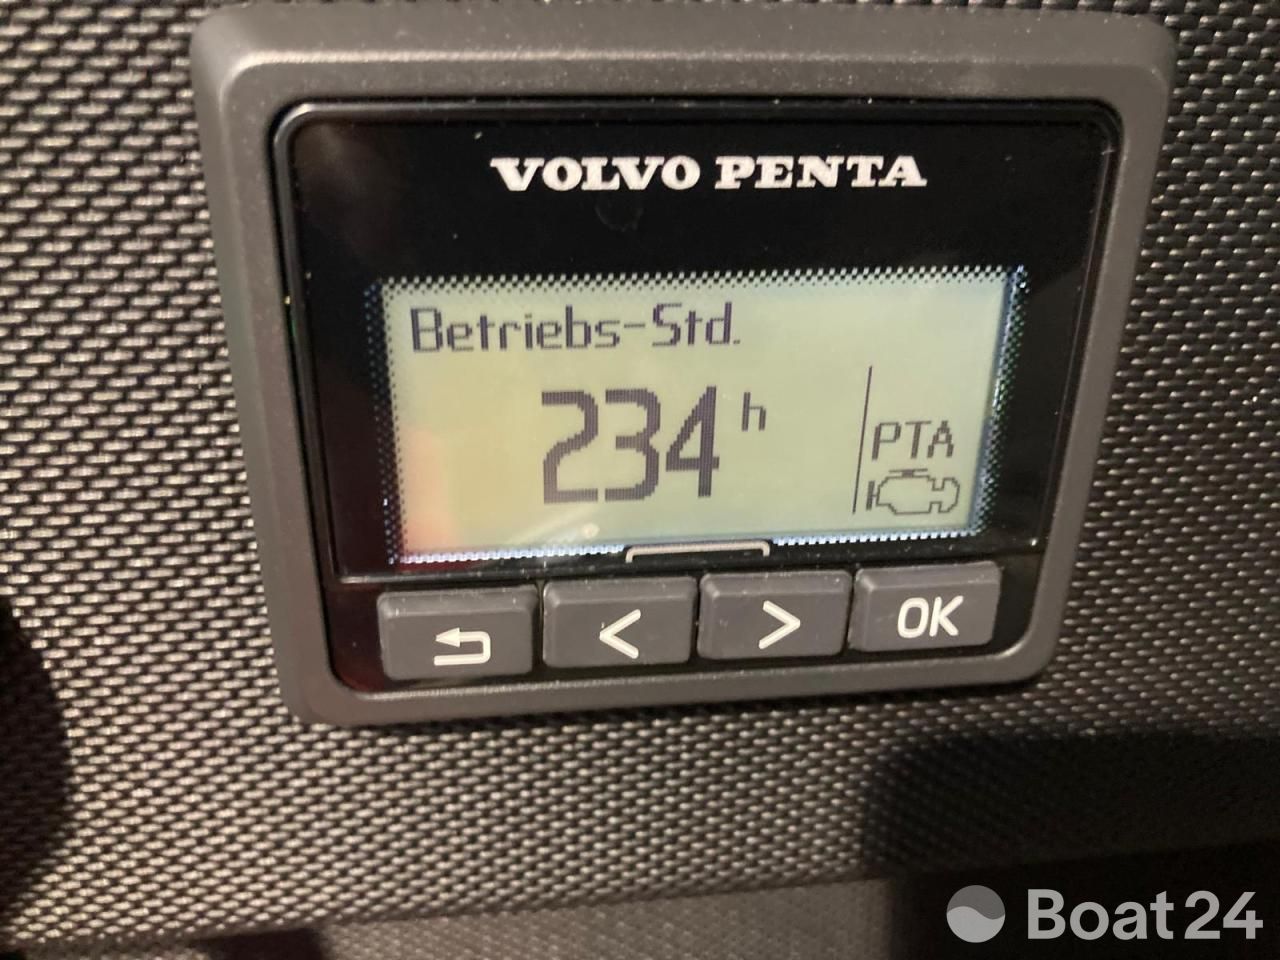 VOLVO PENTA
Betriebs-Std.
234 h
PTA
< > OK
Boat24